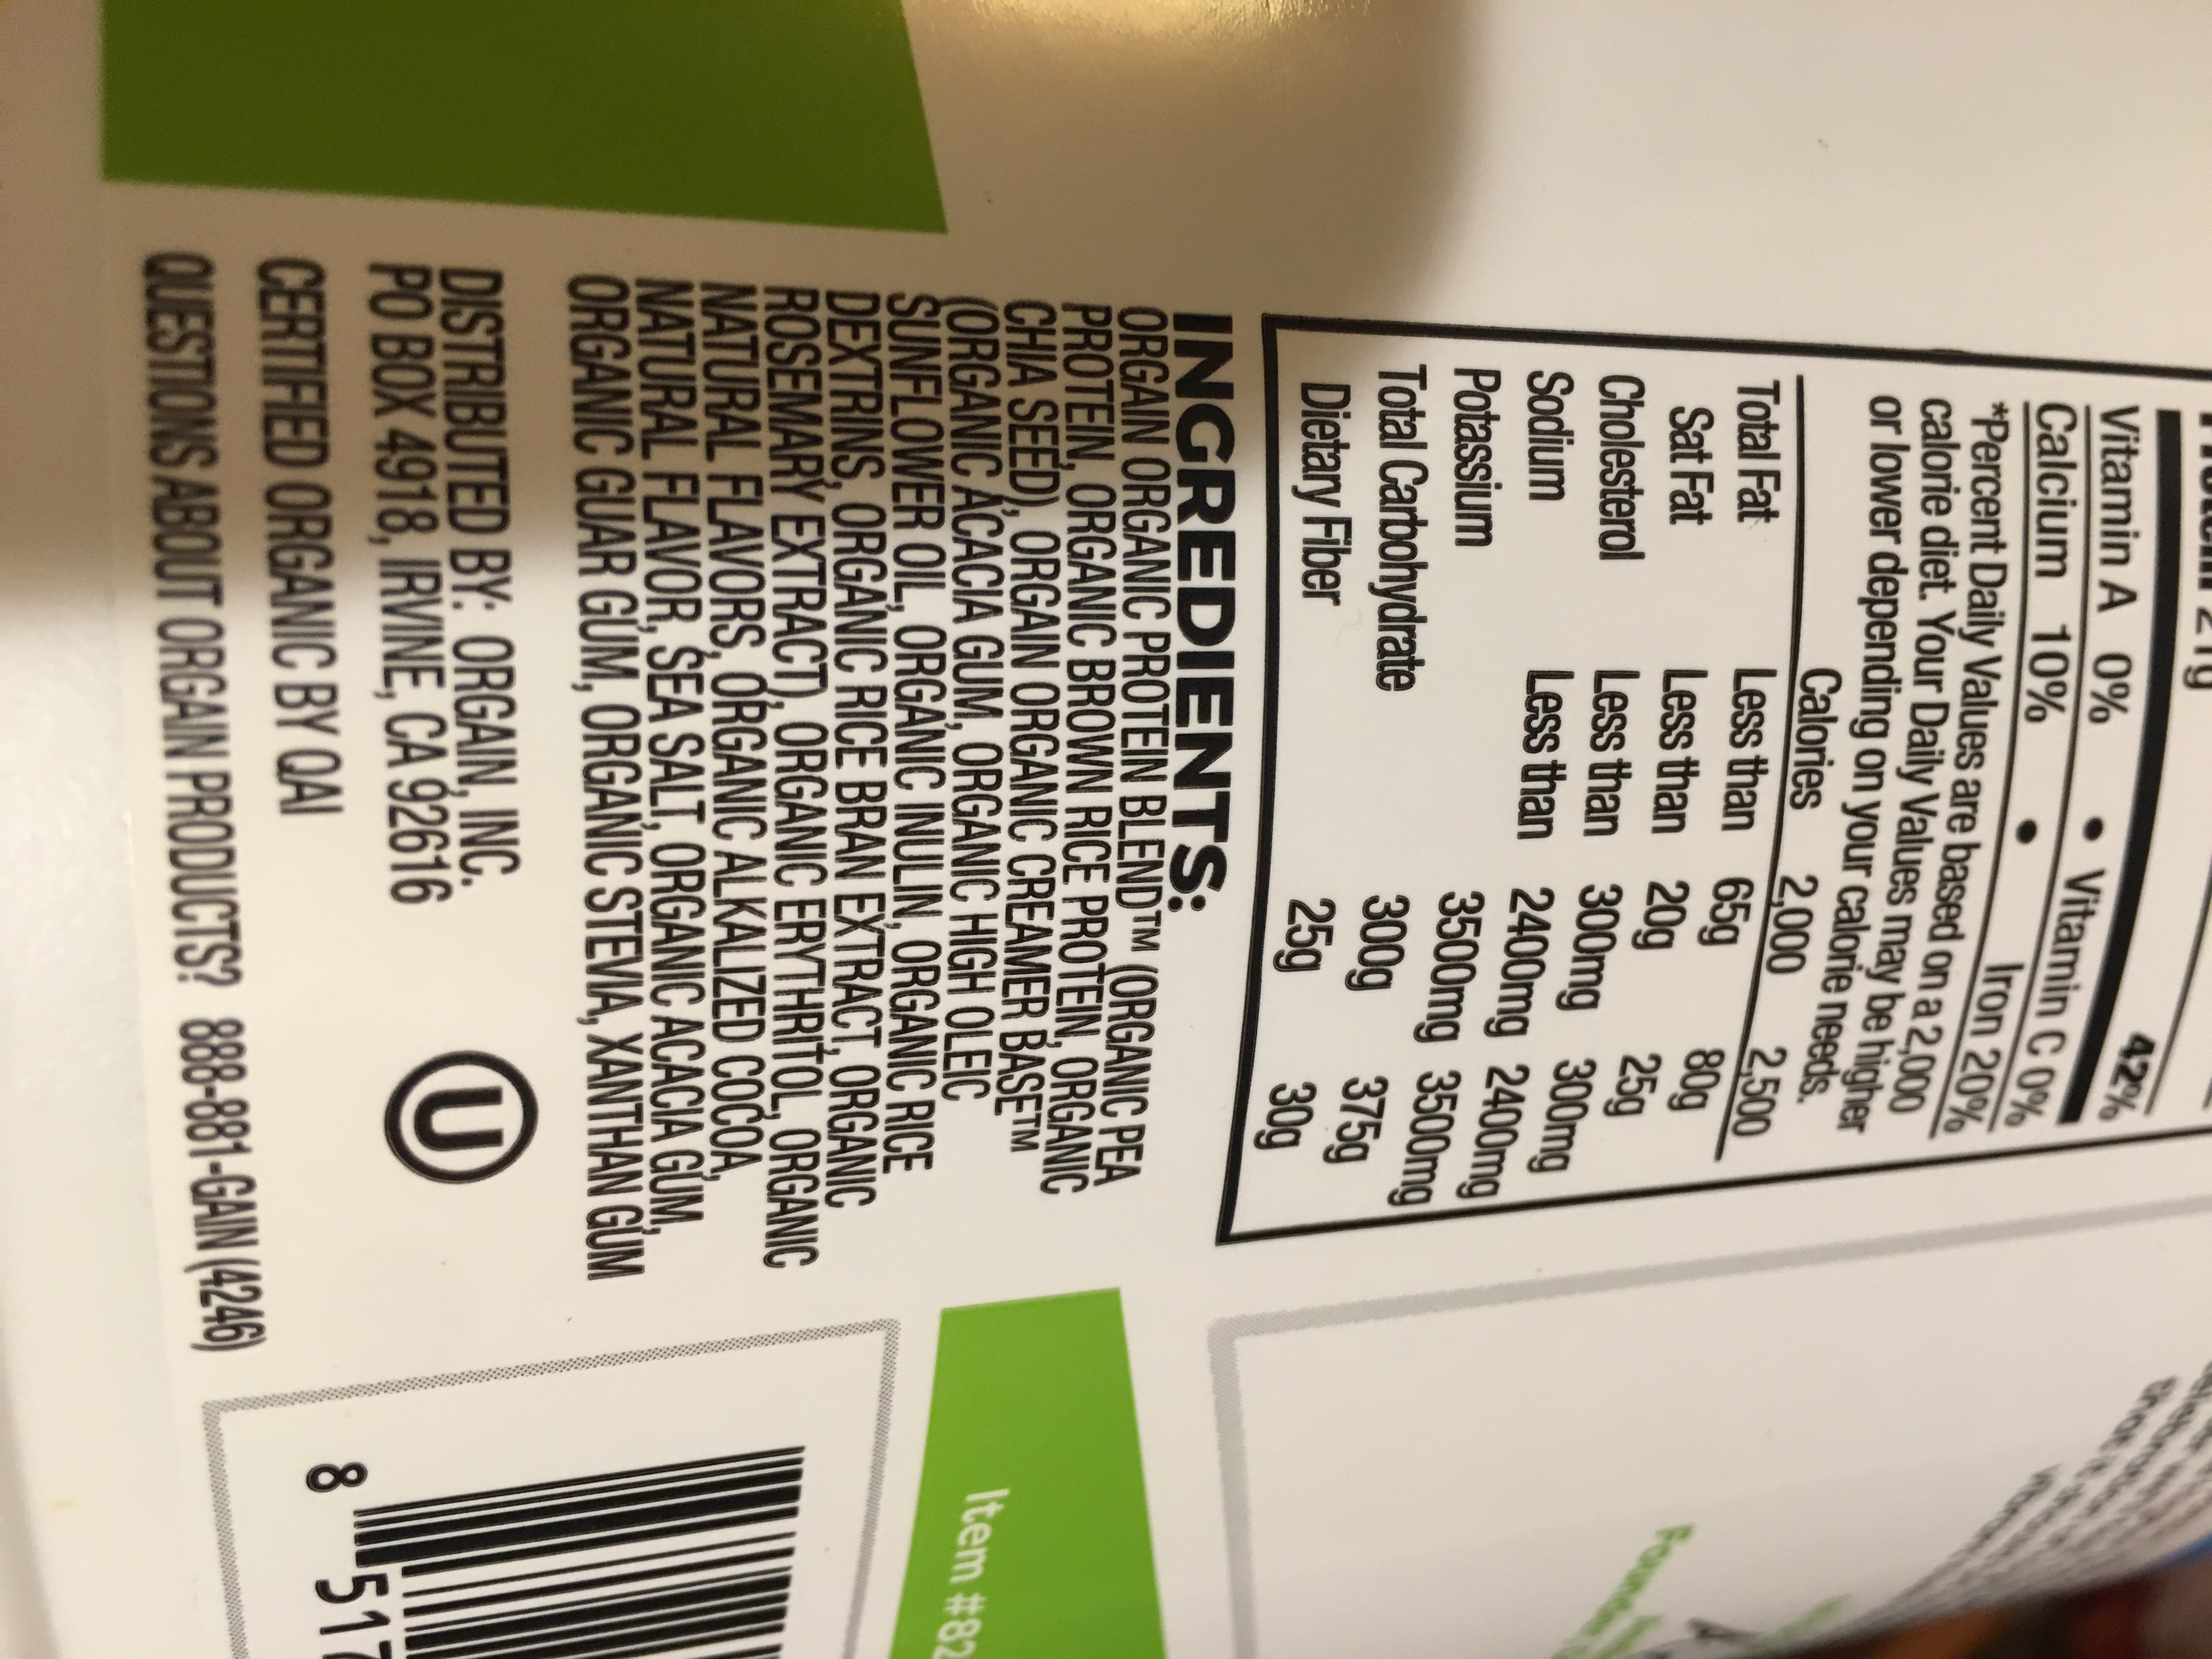 21g
42%
Vitamin A 0% • Vitamin C 0%
Calcium 10% • Iron 20%
*Percent Daily Values are based on a 2,000
calorie diet. Your Daily Values may be higher
or lower depending on your calorie needs.
Calories 2,000 2,500
Total Fat Less than 65g 80g
Sat Fat Less than 20g 25g
Cholesterol Less than 300mg 300mg
Sodium Less than 2400mg 2400mg
Potassium 3500mg 3500mg
Total Carbohydrate 300g 375g
Dietary Fiber 25g 30g
INGREDIENTS:
ORGAIN ORGANIC PROTEIN BLEND™ (ORGANIC PEA
PROTEIN, ORGANIC BROWN RICE PROTEIN, ORGANIC
CHIA SEED), ORGAIN ORGANIC CREAMER BASE™
(ORGANIC ACACIA GUM, ORGANIC HIGH OLEIC
SUNFLOWER OIL, ORGANIC INULIN, ORGANIC RICE
DEXTRINS, ORGANIC RICE BRAN EXTRACT, ORGANIC
ROSEMARY EXTRACT), ORGANIC ERYTHRITOL, ORGANIC
NATURAL FLAVORS, ORGANIC ALKALIZED COCOA,
NATURAL FLAVOR, SEA SALT, ORGANIC ACACIA GUM,
ORGANIC GUAR GUM, ORGANIC STEVIA, XANTHAN GUM
DISTRIBUTED BY: ORGAIN, INC.
PO BOX 4918, IRVINE, CA 92616
U
CERTIFIED ORGANIC BY QAI
QUESTIONS ABOUT ORGAIN PRODUCTS? 888-881-GAIN (4246)
Item #82
8 517